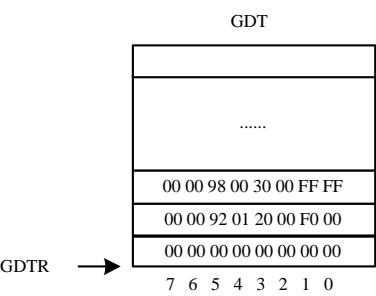 GDT
......
00 00 98 00 30 00 FF FF
00 00 92 01 20 00 F0 00
00 00 00 00 00 00 00 00
GDTR
7 6 5 4 3 2 1 0